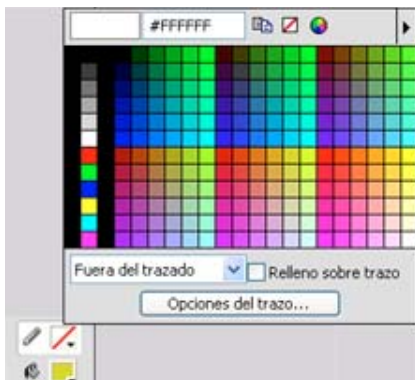 #FFFFFF
Fuera del trazado Relleno sobre trazo
Opciones del trazo...